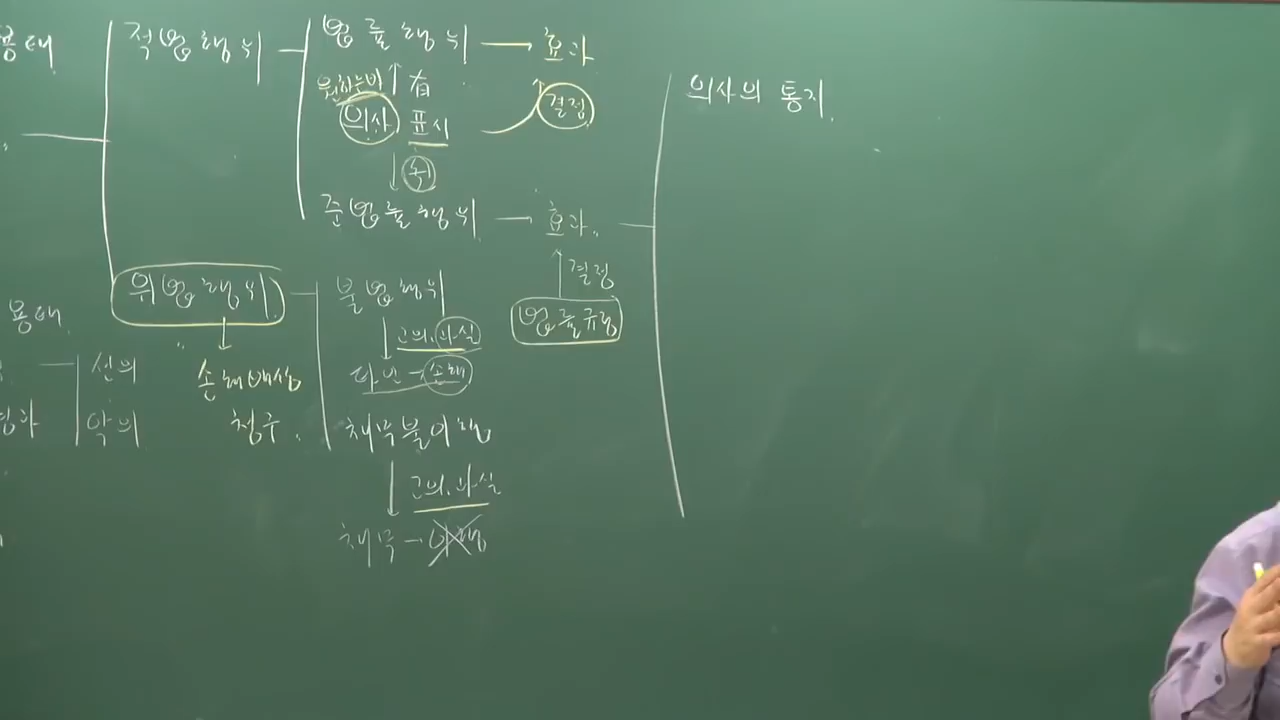 용태
적법행위
법률행위 → 효과
원하는바 有
의사 표시
결정
무
준법률행위 → 효과.
결정
법률규정
의사의 통지
위법행위
손해배상
청구.
불법행위
고의.과실
타인 → 손해
채무불이행
고의.과실
채무 → 이행
용태
선의
악의